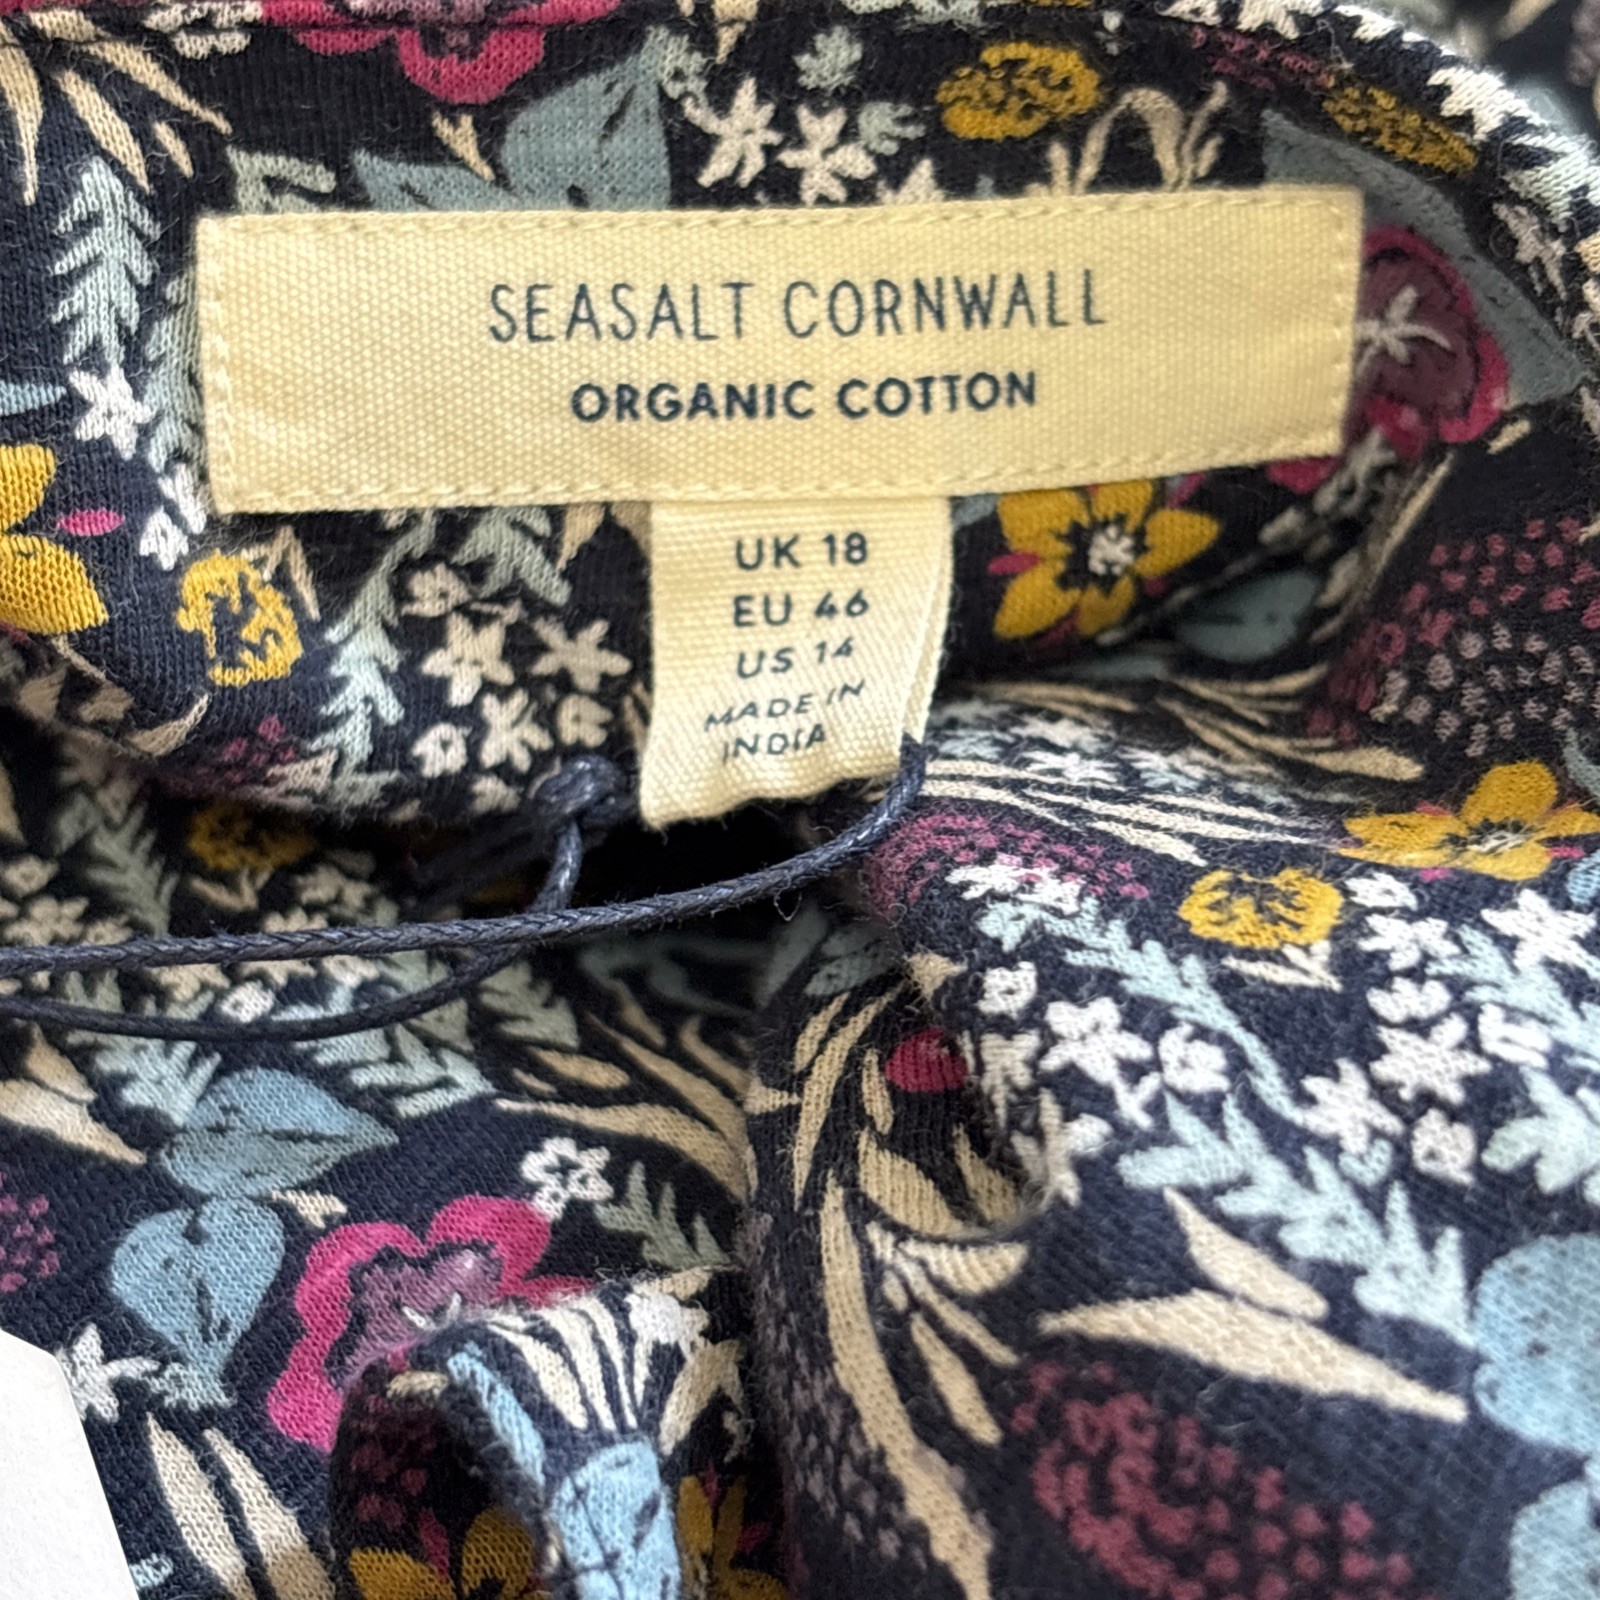 SEASALT CORNWALL
ORGANIC COTTON
UK 18
EU 46
US 14
MADE IN
INDIA